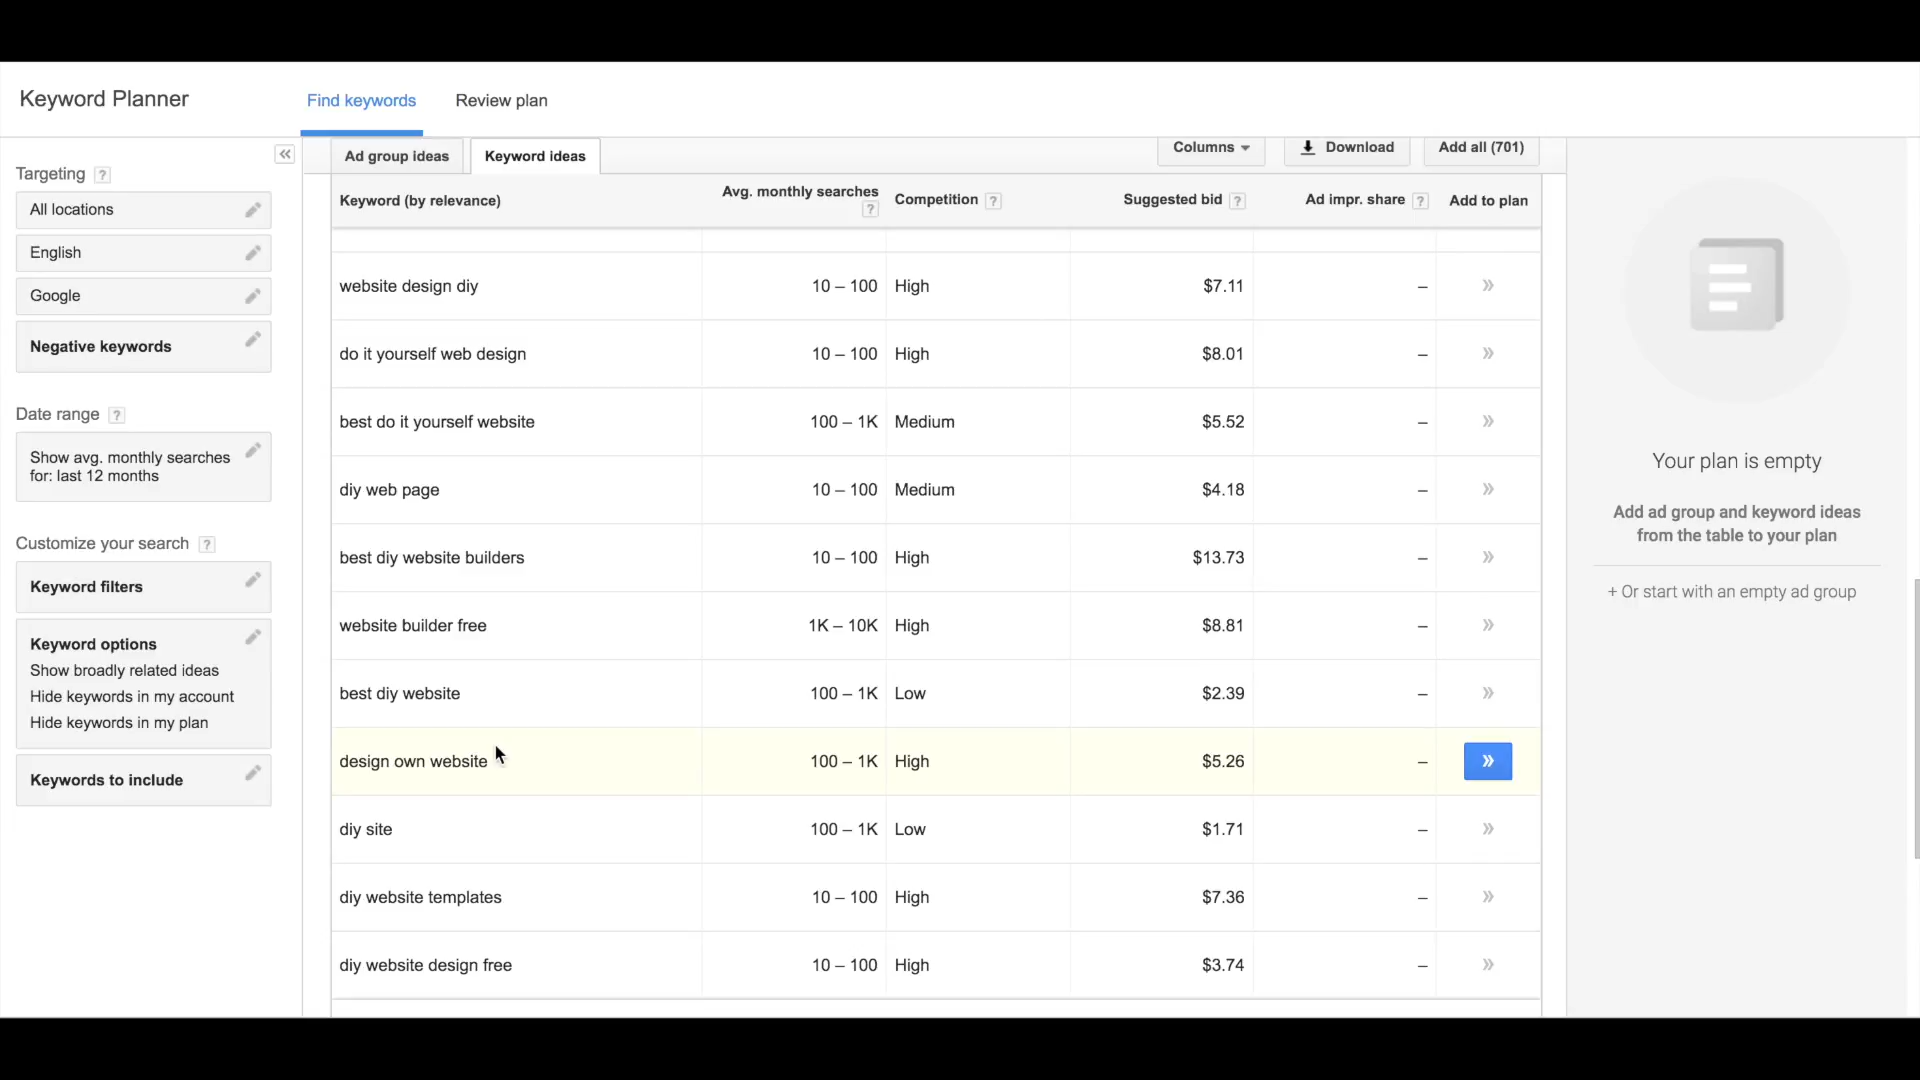 Keyword Planner
Find keywords
Review plan
Targeting ?
All locations
English
Google
Negative keywords
Date range ?
Show avg. monthly searches
for: last 12 months
Customize your search ?
Keyword filters
Keyword options
Show broadly related ideas
Hide keywords in my account
Hide keywords in my plan
Keywords to include
Ad group ideas
Keyword ideas
Columns
Download
Add all (701)
Keyword (by relevance) Avg. monthly searches ? Competition ? Suggested bid ? Ad impr. share ? Add to plan
website design diy 10 – 100 High $7.11 – »
do it yourself web design 10 – 100 High $8.01 – »
best do it yourself website 100 – 1K Medium $5.52 – »
diy web page 10 – 100 Medium $4.18 – »
best diy website builders 10 – 100 High $13.73 – »
website builder free 1K – 10K High $8.81 – »
best diy website 100 – 1K Low $2.39 – »
design own website 100 – 1K High $5.26 – »
diy site 100 – 1K Low $1.71 – »
diy website templates 10 – 100 High $7.36 – »
diy website design free 10 – 100 High $3.74 – »
Your plan is empty
Add ad group and keyword ideas
from the table to your plan
+ Or start with an empty ad group